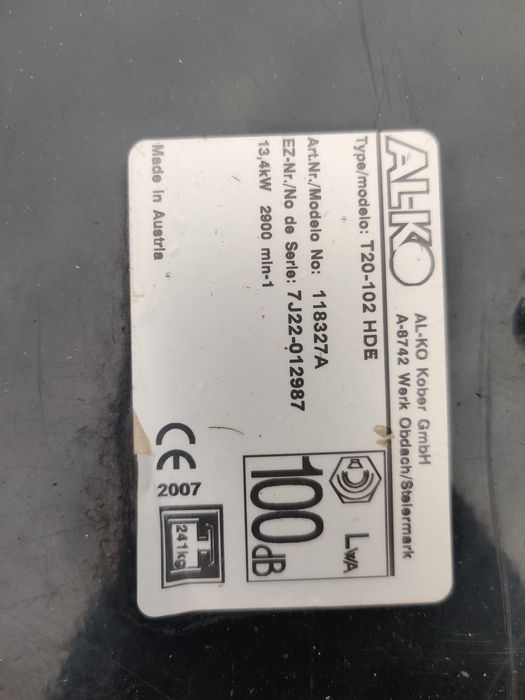 AL-KO
AL-KO Kober GmbH
A-8742 Werk Obdach/Steiermark
Type/modelo: T20-102 HDE
Art.Nr./Modelo No: 118327A
EZ-Nr./No de Serie: 7J22-012987
13,4kW 2900 min-1
LWA
100dB
Made in Austria
CE
2007
241kg